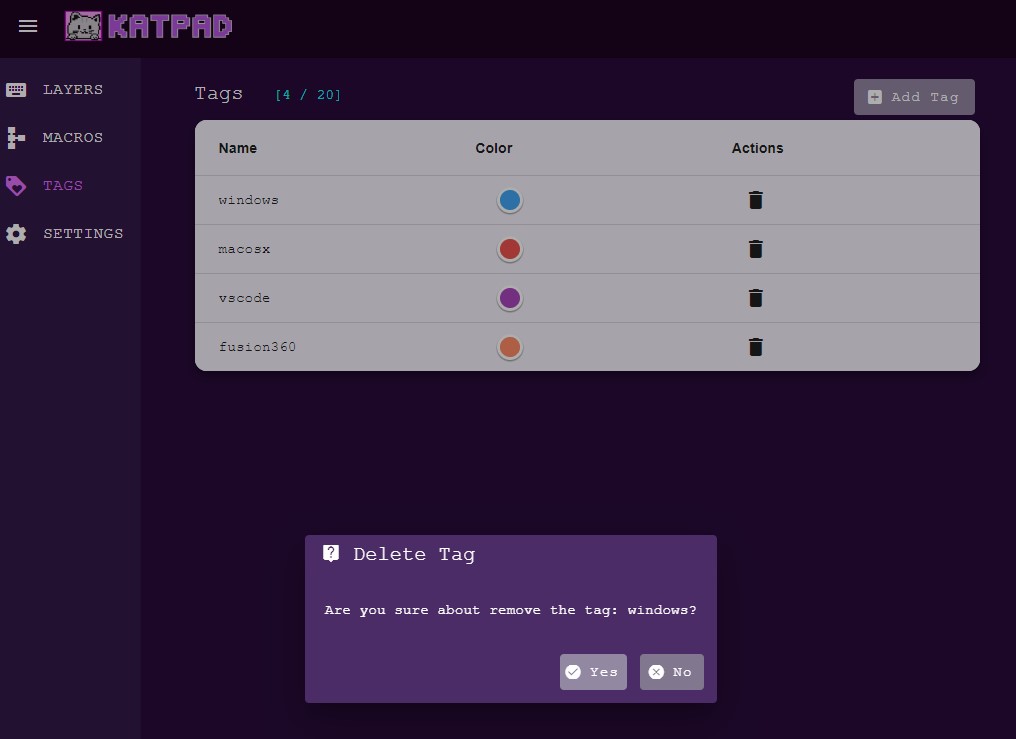 KATPAD
LAYERS
MACROS
TAGS
SETTINGS
Tags [4 / 20]
Add Tag
Name Color Actions
windows
macosx
vscode
fusion360
Delete Tag
Are you sure about remove the tag: windows?
Yes No